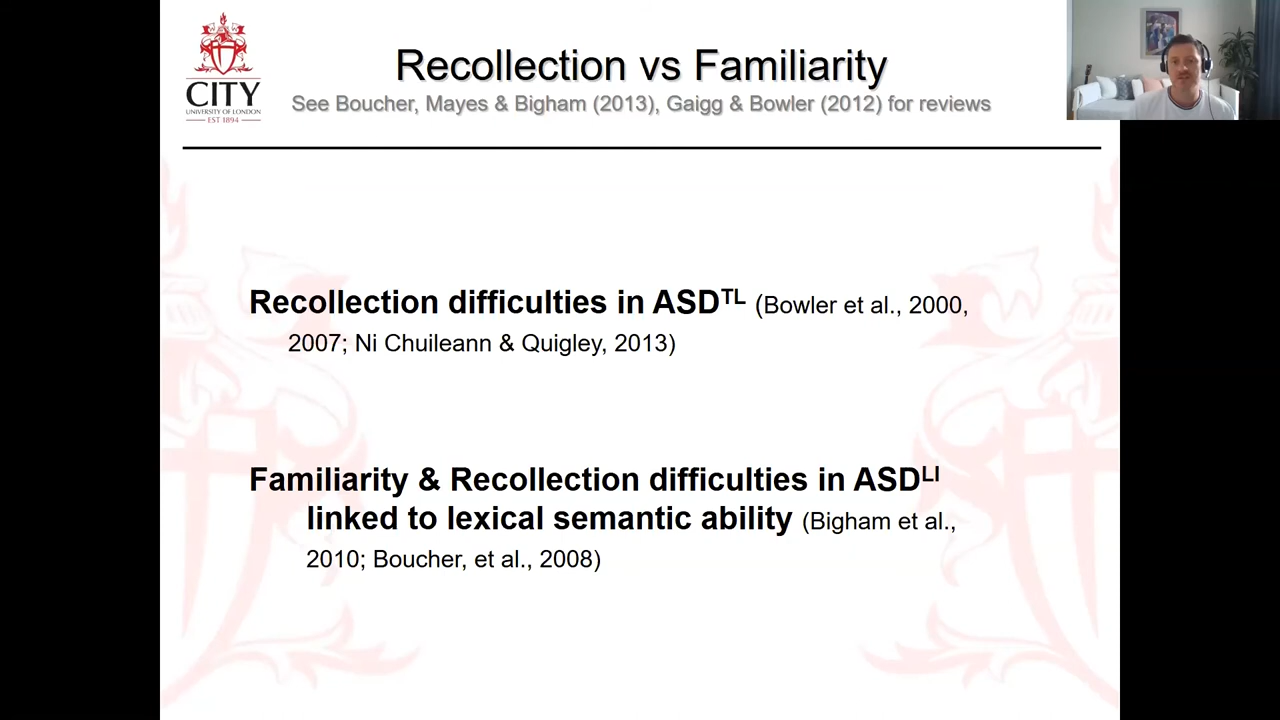 CITY
UNIVERSITY OF LONDON
EST 1894
Recollection vs Familiarity
See Boucher, Mayes & Bigham (2013), Gaigg & Bowler (2012) for reviews
Recollection difficulties in ASDTL (Bowler et al., 2000,
2007; Ni Chuileann & Quigley, 2013)
Familiarity & Recollection difficulties in ASDLI
linked to lexical semantic ability (Bigham et al.,
2010; Boucher, et al., 2008)